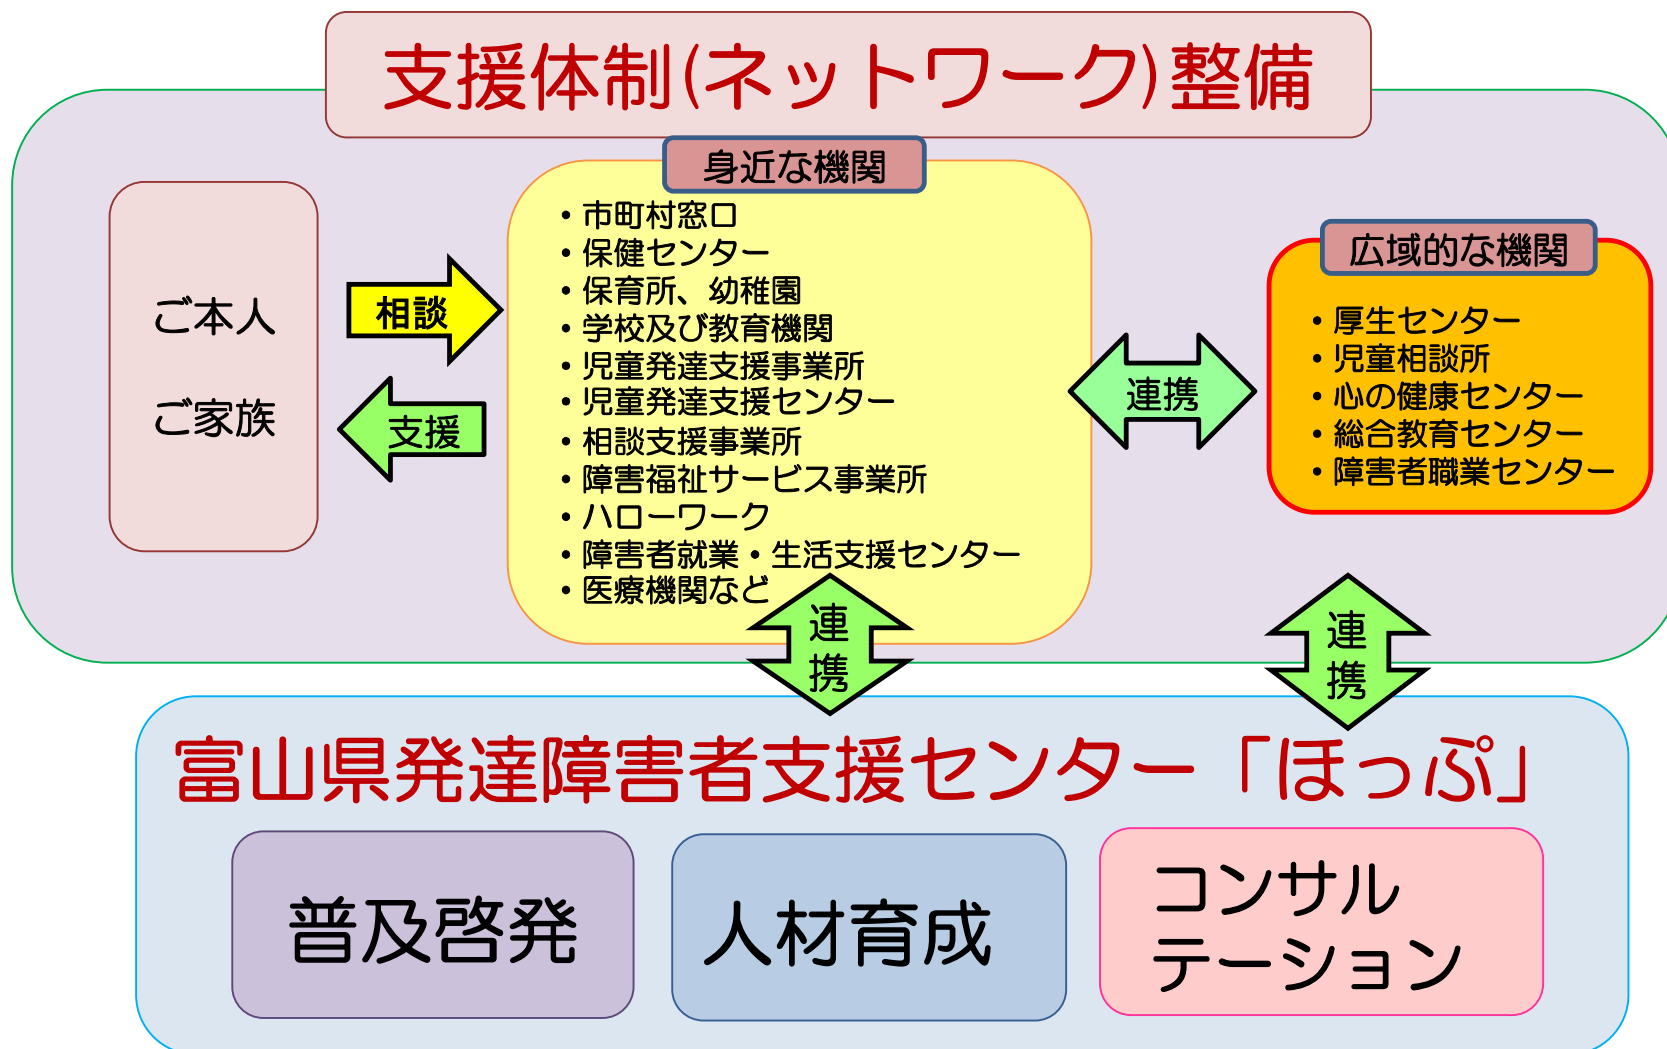 支援体制(ネットワーク)整備
ご本人
ご家族
相談
支援
身近な機関
・市町村窓口
・保健センター
・保育所、幼稚園
・学校及び教育機関
・児童発達支援事業所
・児童発達支援センター
・相談支援事業所
・障害福祉サービス事業所
・ハローワーク
・障害者就業・生活支援センター
・医療機関など
連携
広域的な機関
・厚生センター
・児童相談所
・心の健康センター
・総合教育センター
・障害者職業センター
連
携
連
携
富山県発達障害者支援センター「ほっぷ」
普及啓発
人材育成
コンサル
テーション